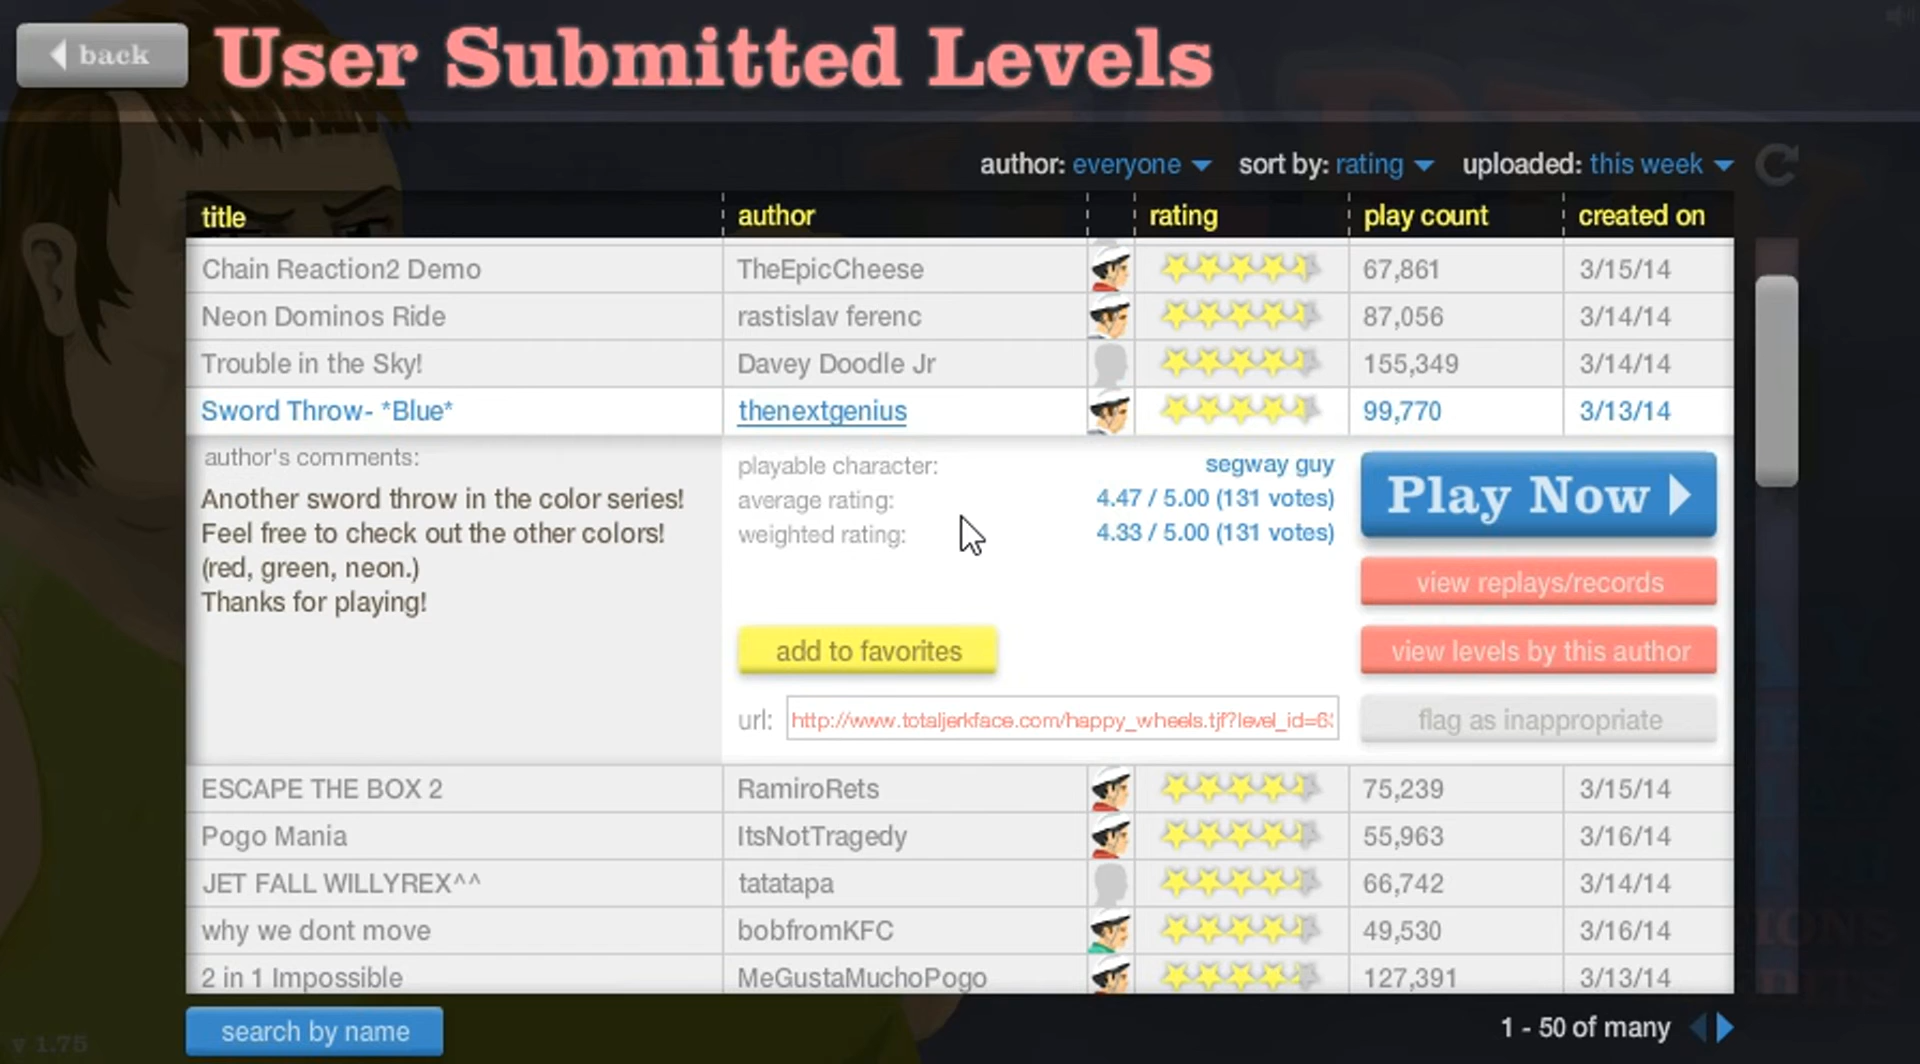 back
User Submitted Levels
author: everyone sort by: rating uploaded: this week
title author rating play count created on
Chain Reaction2 Demo TheEpicCheese 67,861 3/15/14
Neon Dominos Ride rastislav ferenc 87,056 3/14/14
Trouble in the Sky! Davey Doodle Jr 155,349 3/14/14
Sword Throw- *Blue* thenextgenius 99,770 3/13/14
author's comments:
Another sword throw in the color series!
Feel free to check out the other colors!
(red, green, neon.)
Thanks for playing!
playable character: segway guy
average rating: 4.47 / 5.00 (131 votes)
weighted rating: 4.33 / 5.00 (131 votes)
add to favorites
url: http://www.totaljerkface.com/happy_wheels.tjf?level_id=6
Play Now
view replays/records
view levels by this author
flag as inappropriate
ESCAPE THE BOX 2 RamiroRets 75,239 3/15/14
Pogo Mania ItsNotTragedy 55,963 3/16/14
JET FALL WILLYREX^^ tatatapa 66,742 3/14/14
why we dont move bobfromKFC 49,530 3/16/14
2 in 1 Impossible MeGustaMuchoPogo 127,391 3/13/14
search by name
1 - 50 of many
v 1.75